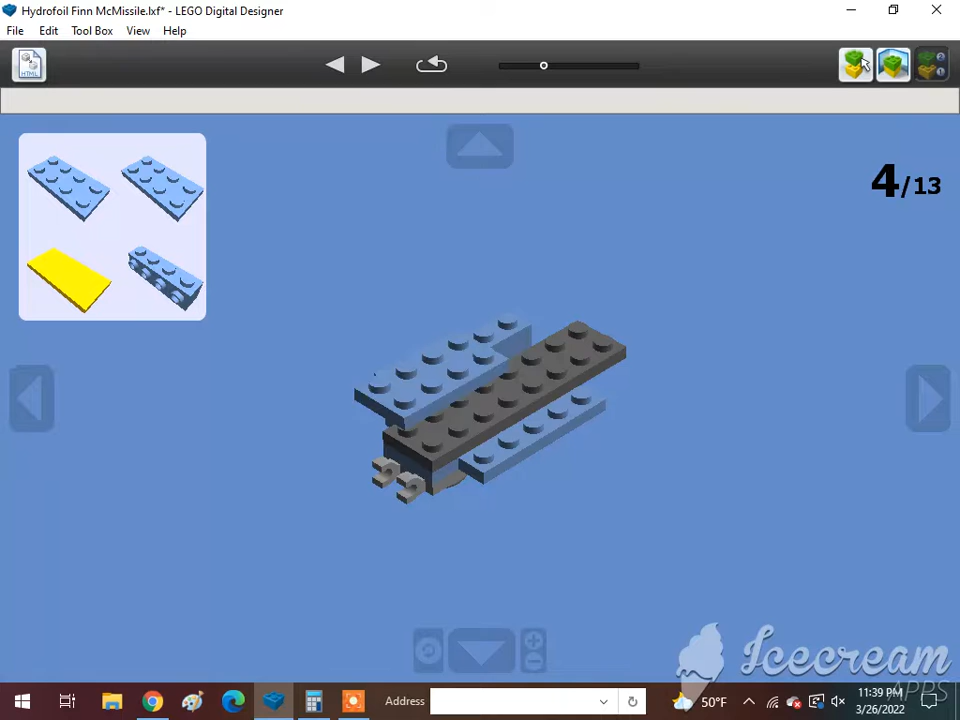 Hydrofoil Finn McMissile.lxf* - LEGO Digital Designer
File Edit Tool Box View Help
HTML
4/13
Icecream
APPS
Address
50°F
11:39 PM
3/26/2022